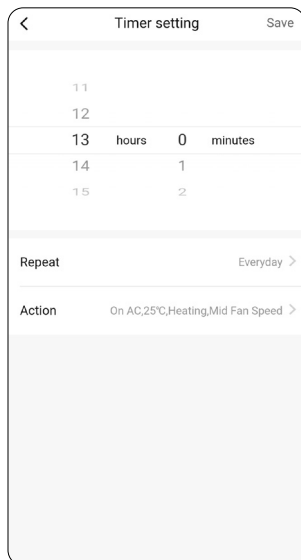 Timer setting Save
11
12
13 hours 0 minutes
14 1
15 2
Repeat Everyday
Action On AC,25℃,Heating,Mid Fan Speed